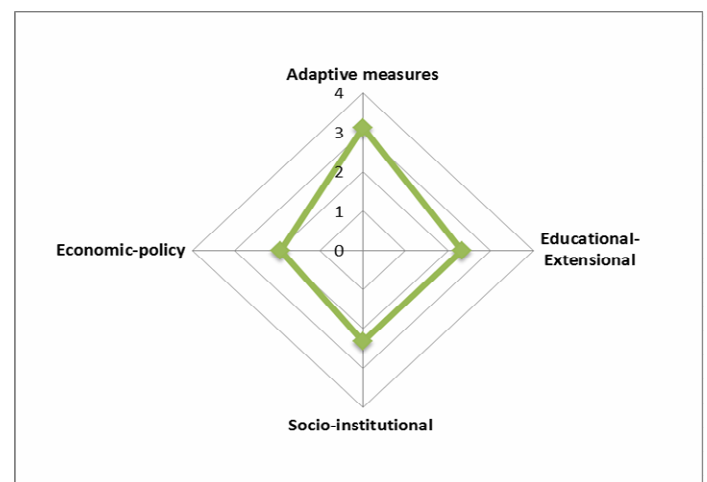 Adaptive measures
4
3
2
1
0
Economic-policy
Educational-
Extensional
Socio-institutional